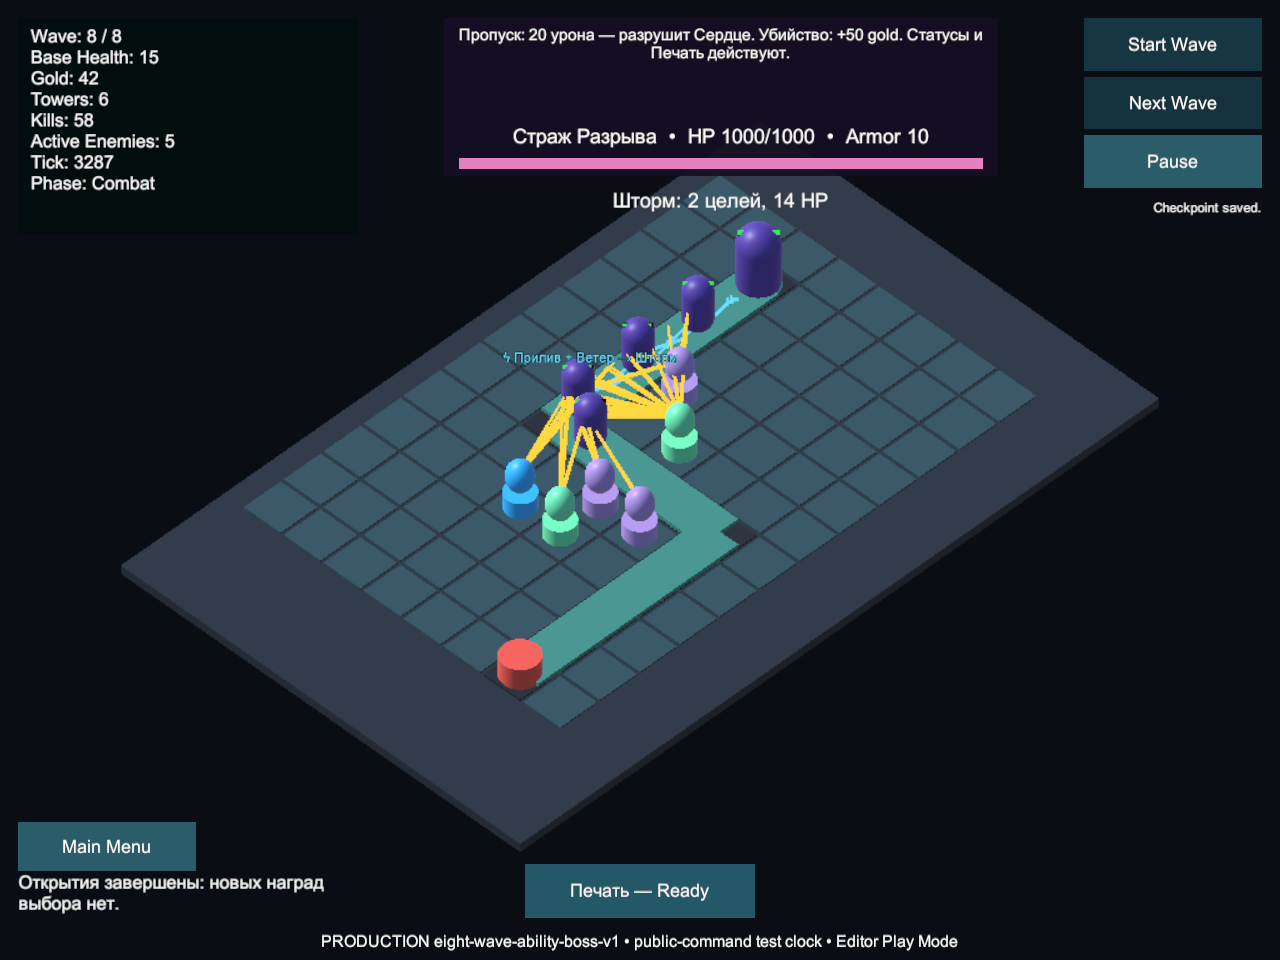 Wave: 8 / 8
Base Health: 15
Gold: 42
Towers: 6
Kills: 58
Active Enemies: 5
Tick: 3287
Phase: Combat
Пропуск: 20 урона — разрушит Сердце. Убийство: +50 gold. Статусы и
Печать действуют.
Страж Разрыва • HP 1000/1000 • Armor 10
Start Wave
Next Wave
Pause
Checkpoint saved.
Шторм: 2 целей, 14 HP
Прилив + Ветер
Main Menu
Открытия завершены: новых наград
выбора нет.
Печать — Ready
PRODUCTION eight-wave-ability-boss-v1 • public-command test clock • Editor Play Mode